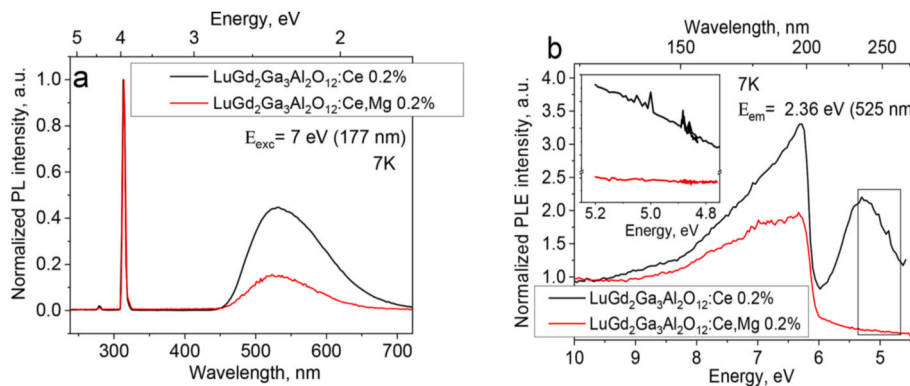 Energy, eV
5 4 3 2
a
LuGd₂Ga₃Al₂O₁₂:Ce 0.2%
LuGd₂Ga₃Al₂O₁₂:Ce,Mg 0.2%
E_exc= 7 eV (177 nm)
7K
Normalized PL intensity, a.u.
1.0
0.8
0.6
0.4
0.2
0.0
300 400 500 600 700
Wavelength, nm
Wavelength, nm
150 200 250
b
7K
E_em= 2.36 eV (525 nm
Normalized PLE intensity, a.u.
4.0
3.5
3.0
2.5
2.0
1.5
1.0
5.2 5.0 4.8
Energy, eV
LuGd₂Ga₃Al₂O₁₂:Ce 0.2%
LuGd₂Ga₃Al₂O₁₂:Ce,Mg 0.2%
10 9 8 7 6 5
Energy, eV